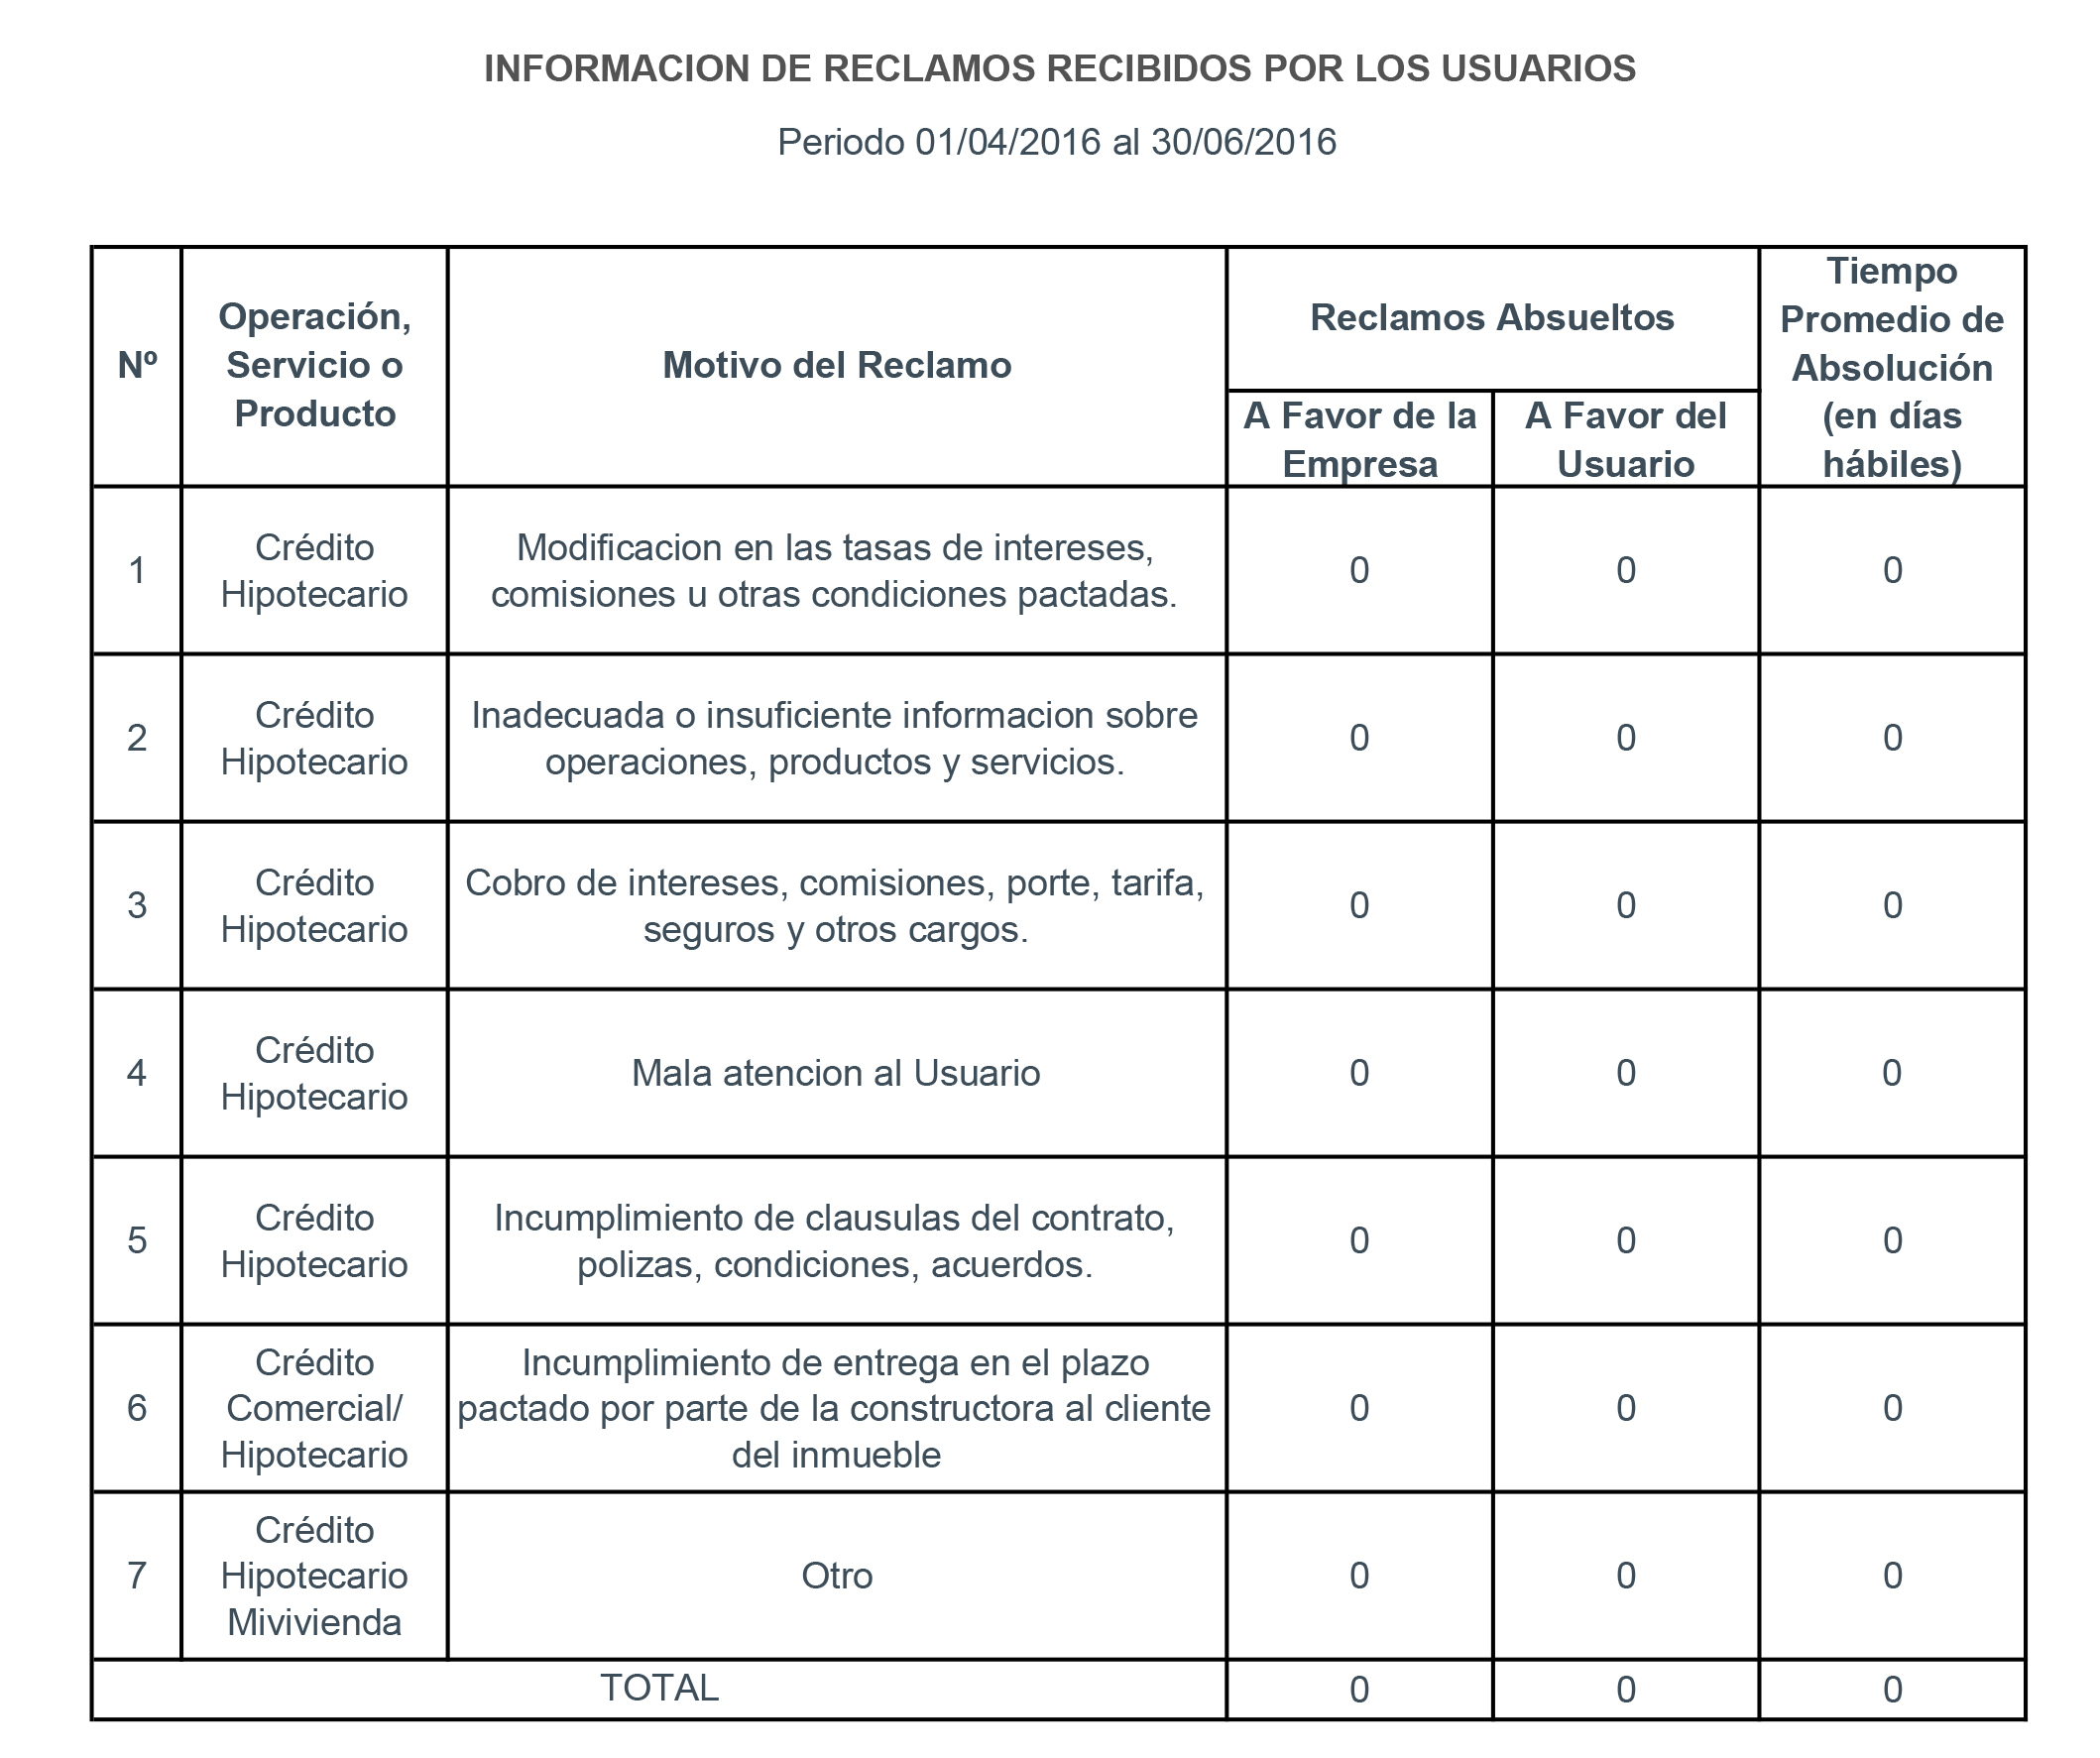 INFORMACION DE RECLAMOS RECIBIDOS POR LOS USUARIOS
Periodo 01/04/2016 al 30/06/2016
Nº
Operación,
Servicio o
Producto
Motivo del Reclamo
Reclamos Absueltos
A Favor de la
Empresa
A Favor del
Usuario
Tiempo
Promedio de
Absolución
(en días
hábiles)
1
Crédito
Hipotecario
Modificacion en las tasas de intereses,
comisiones u otras condiciones pactadas.
0
0
0
2
Crédito
Hipotecario
Inadecuada o insuficiente informacion sobre
operaciones, productos y servicios.
0
0
0
3
Crédito
Hipotecario
Cobro de intereses, comisiones, porte, tarifa,
seguros y otros cargos.
0
0
0
4
Crédito
Hipotecario
Mala atencion al Usuario
0
0
0
5
Crédito
Hipotecario
Incumplimiento de clausulas del contrato,
polizas, condiciones, acuerdos.
0
0
0
6
Crédito
Comercial/
Hipotecario
Incumplimiento de entrega en el plazo
pactado por parte de la constructora al cliente
del inmueble
0
0
0
7
Crédito
Hipotecario
Mivivienda
Otro
0
0
0
TOTAL
0
0
0